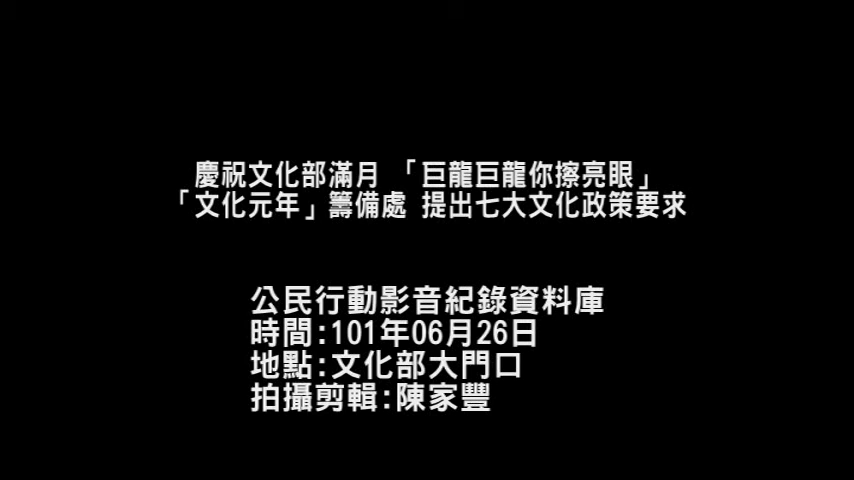 慶祝文化部滿月 「巨龍巨龍你擦亮眼」
「文化元年」籌備處 提出七大文化政策要求
公民行動影音紀錄資料庫
時間:101年06月26日
地點:文化部大門口
拍攝剪輯:陳家豐